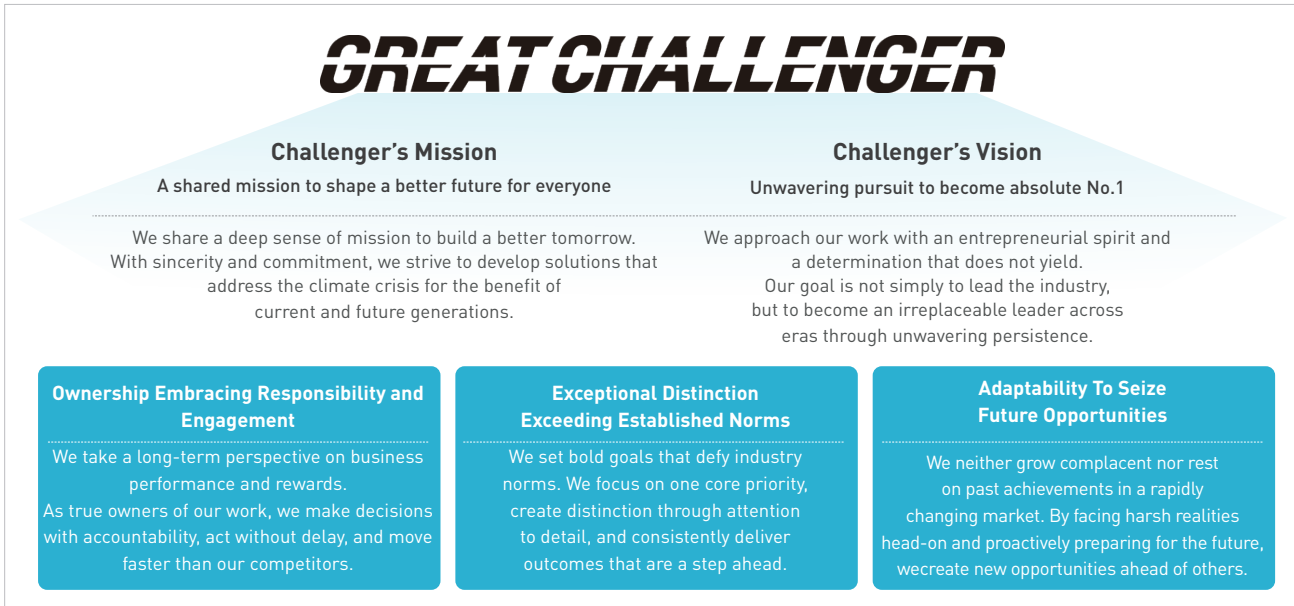 GREAT CHALLENGER
Challenger's Mission
A shared mission to shape a better future for everyone
We share a deep sense of mission to build a better tomorrow.
With sincerity and commitment, we strive to develop solutions that
address the climate crisis for the benefit of
current and future generations.
Challenger's Vision
Unwavering pursuit to become absolute No.1
We approach our work with an entrepreneurial spirit and
a determination that does not yield.
Our goal is not simply to lead the industry,
but to become an irreplaceable leader across
eras through unwavering persistence.
Ownership Embracing Responsibility and
Engagement
We take a long-term perspective on business
performance and rewards.
As true owners of our work, we make decisions
with accountability, act without delay, and move
faster than our competitors.
Exceptional Distinction
Exceeding Established Norms
We set bold goals that defy industry
norms. We focus on one core priority,
create distinction through attention
to detail, and consistently deliver
outcomes that are a step ahead.
Adaptability To Seize
Future Opportunities
We neither grow complacent nor rest
on past achievements in a rapidly
changing market. By facing harsh realities
head-on and proactively preparing for the future,
wecreate new opportunities ahead of others.